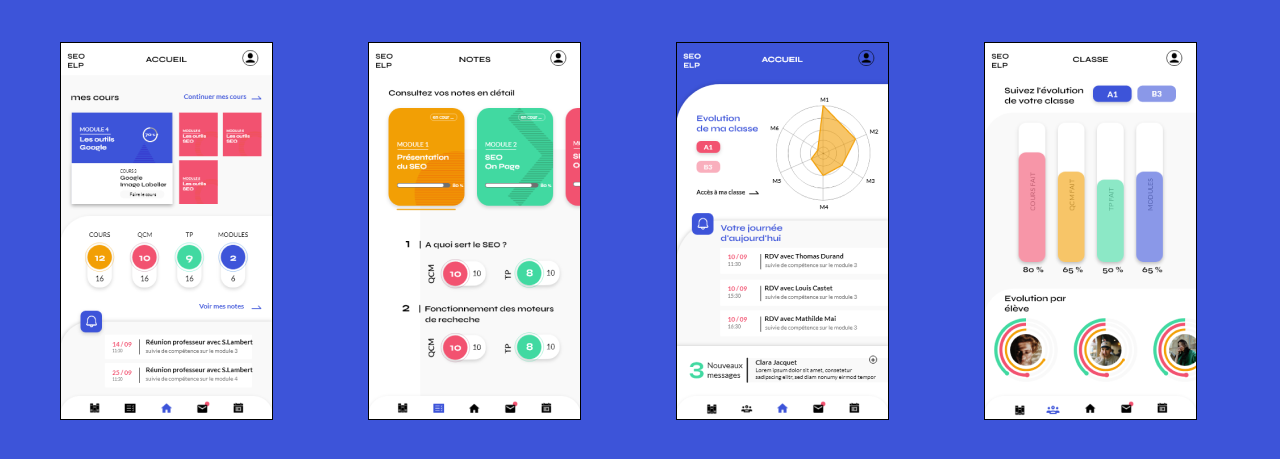 SEO
ELP
ACCUEIL
mes cours
Continuer mes cours
MODULE 4
Les outils
Google
COURS 2
Google
Image Labeller
Faire le cours
MODULE 5
Les outils
SEO
MODULE 5
Les outils
SEO
MODULE 5
Les outils
SEO
COURS
QCM
TP
MODULES
12
10
9
2
16
16
16
6
Voir mes notes
14/09
11:30
Réunion professeur avec S.Lambert
suivie de compétence sur le module 3
25/09
11:30
Réunion professeur avec S.Lambert
suivie de compétence sur le module 4
SEO
ELP
NOTES
Consultez vos notes en détail
en cour ...
MODULE 1
Présentation
du SEO
80 %
en cour ...
MODULE 2
SEO
On Page
80 %
1
A quoi sert le SEO ?
QCM
10
10
TP
8
10
2
Fonctionnement des moteurs
de recheche
QCM
10
10
TP
8
10
SEO
ELP
ACCUEIL
Evolution
de ma classe
A1
B3
Accès à ma classe
M1
M2
M3
M4
M5
M6
Votre journée
d'aujourd'hui
10/09
11:30
RDV avec Thomas Durand
suivie de compétence sur le module 3
10/09
15:30
RDV avec Louis Castet
suivie de compétence sur le module 3
10/09
16:30
RDV avec Mathilde Mai
suivie de compétence sur le module 3
3
Nouveaux
messages
Clara Jacquet
Lorem ipsum dolor sit amet, consetetur
sadipscing elitr, sed diam nonumy eirmod tempor
SEO
ELP
CLASSE
Suivez l'évolution
de votre classe
A1
B3
COURS FAIT
QCM FAIT
TP FAIT
MODULES
80 %
65 %
50 %
65 %
Evolution par
élève